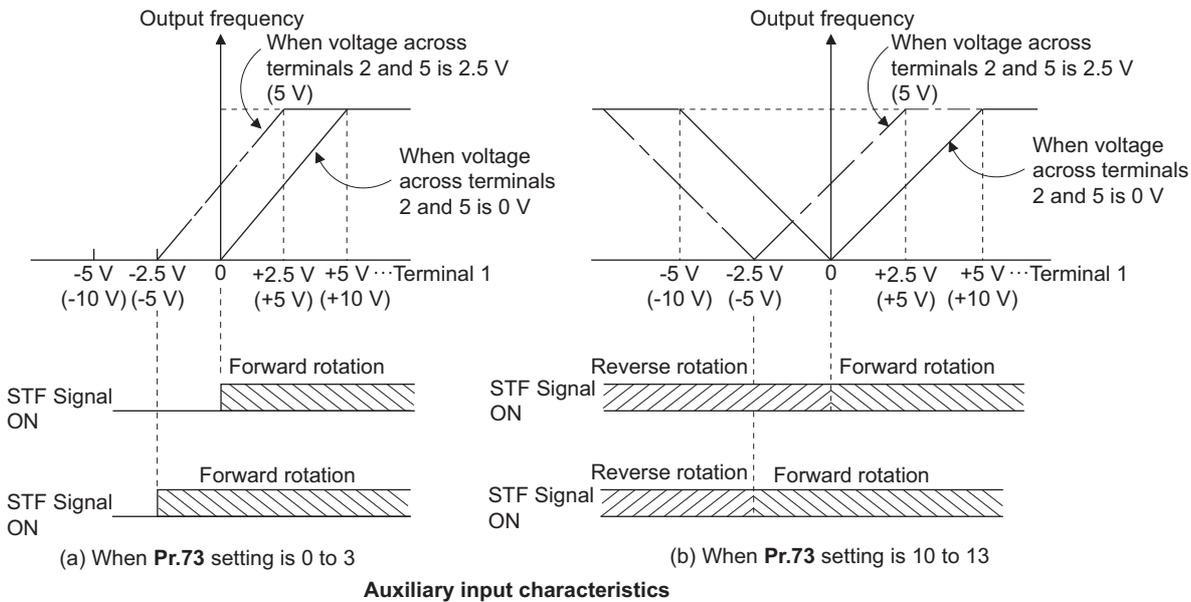 Output frequency
When voltage across
terminals 2 and 5 is 2.5 V
(5 V)
When voltage
across terminals
2 and 5 is 0 V
-5 V -2.5 V 0 +2.5 V +5 V ···Terminal 1
(-10 V) (-5 V) (+5 V) (+10 V)
Forward rotation
STF Signal
ON
Forward rotation
STF Signal
ON
(a) When Pr.73 setting is 0 to 3
Output frequency
When voltage across
terminals 2 and 5 is 2.5 V
(5 V)
When voltage
across terminals
2 and 5 is 0 V
-5 V -2.5 V 0 +2.5 V +5 V ···Terminal 1
(-10 V) (-5 V) (+5 V) (+10 V)
Reverse rotation Forward rotation
STF Signal
ON
Reverse rotation Forward rotation
STF Signal
ON
(b) When Pr.73 setting is 10 to 13
Auxiliary input characteristics